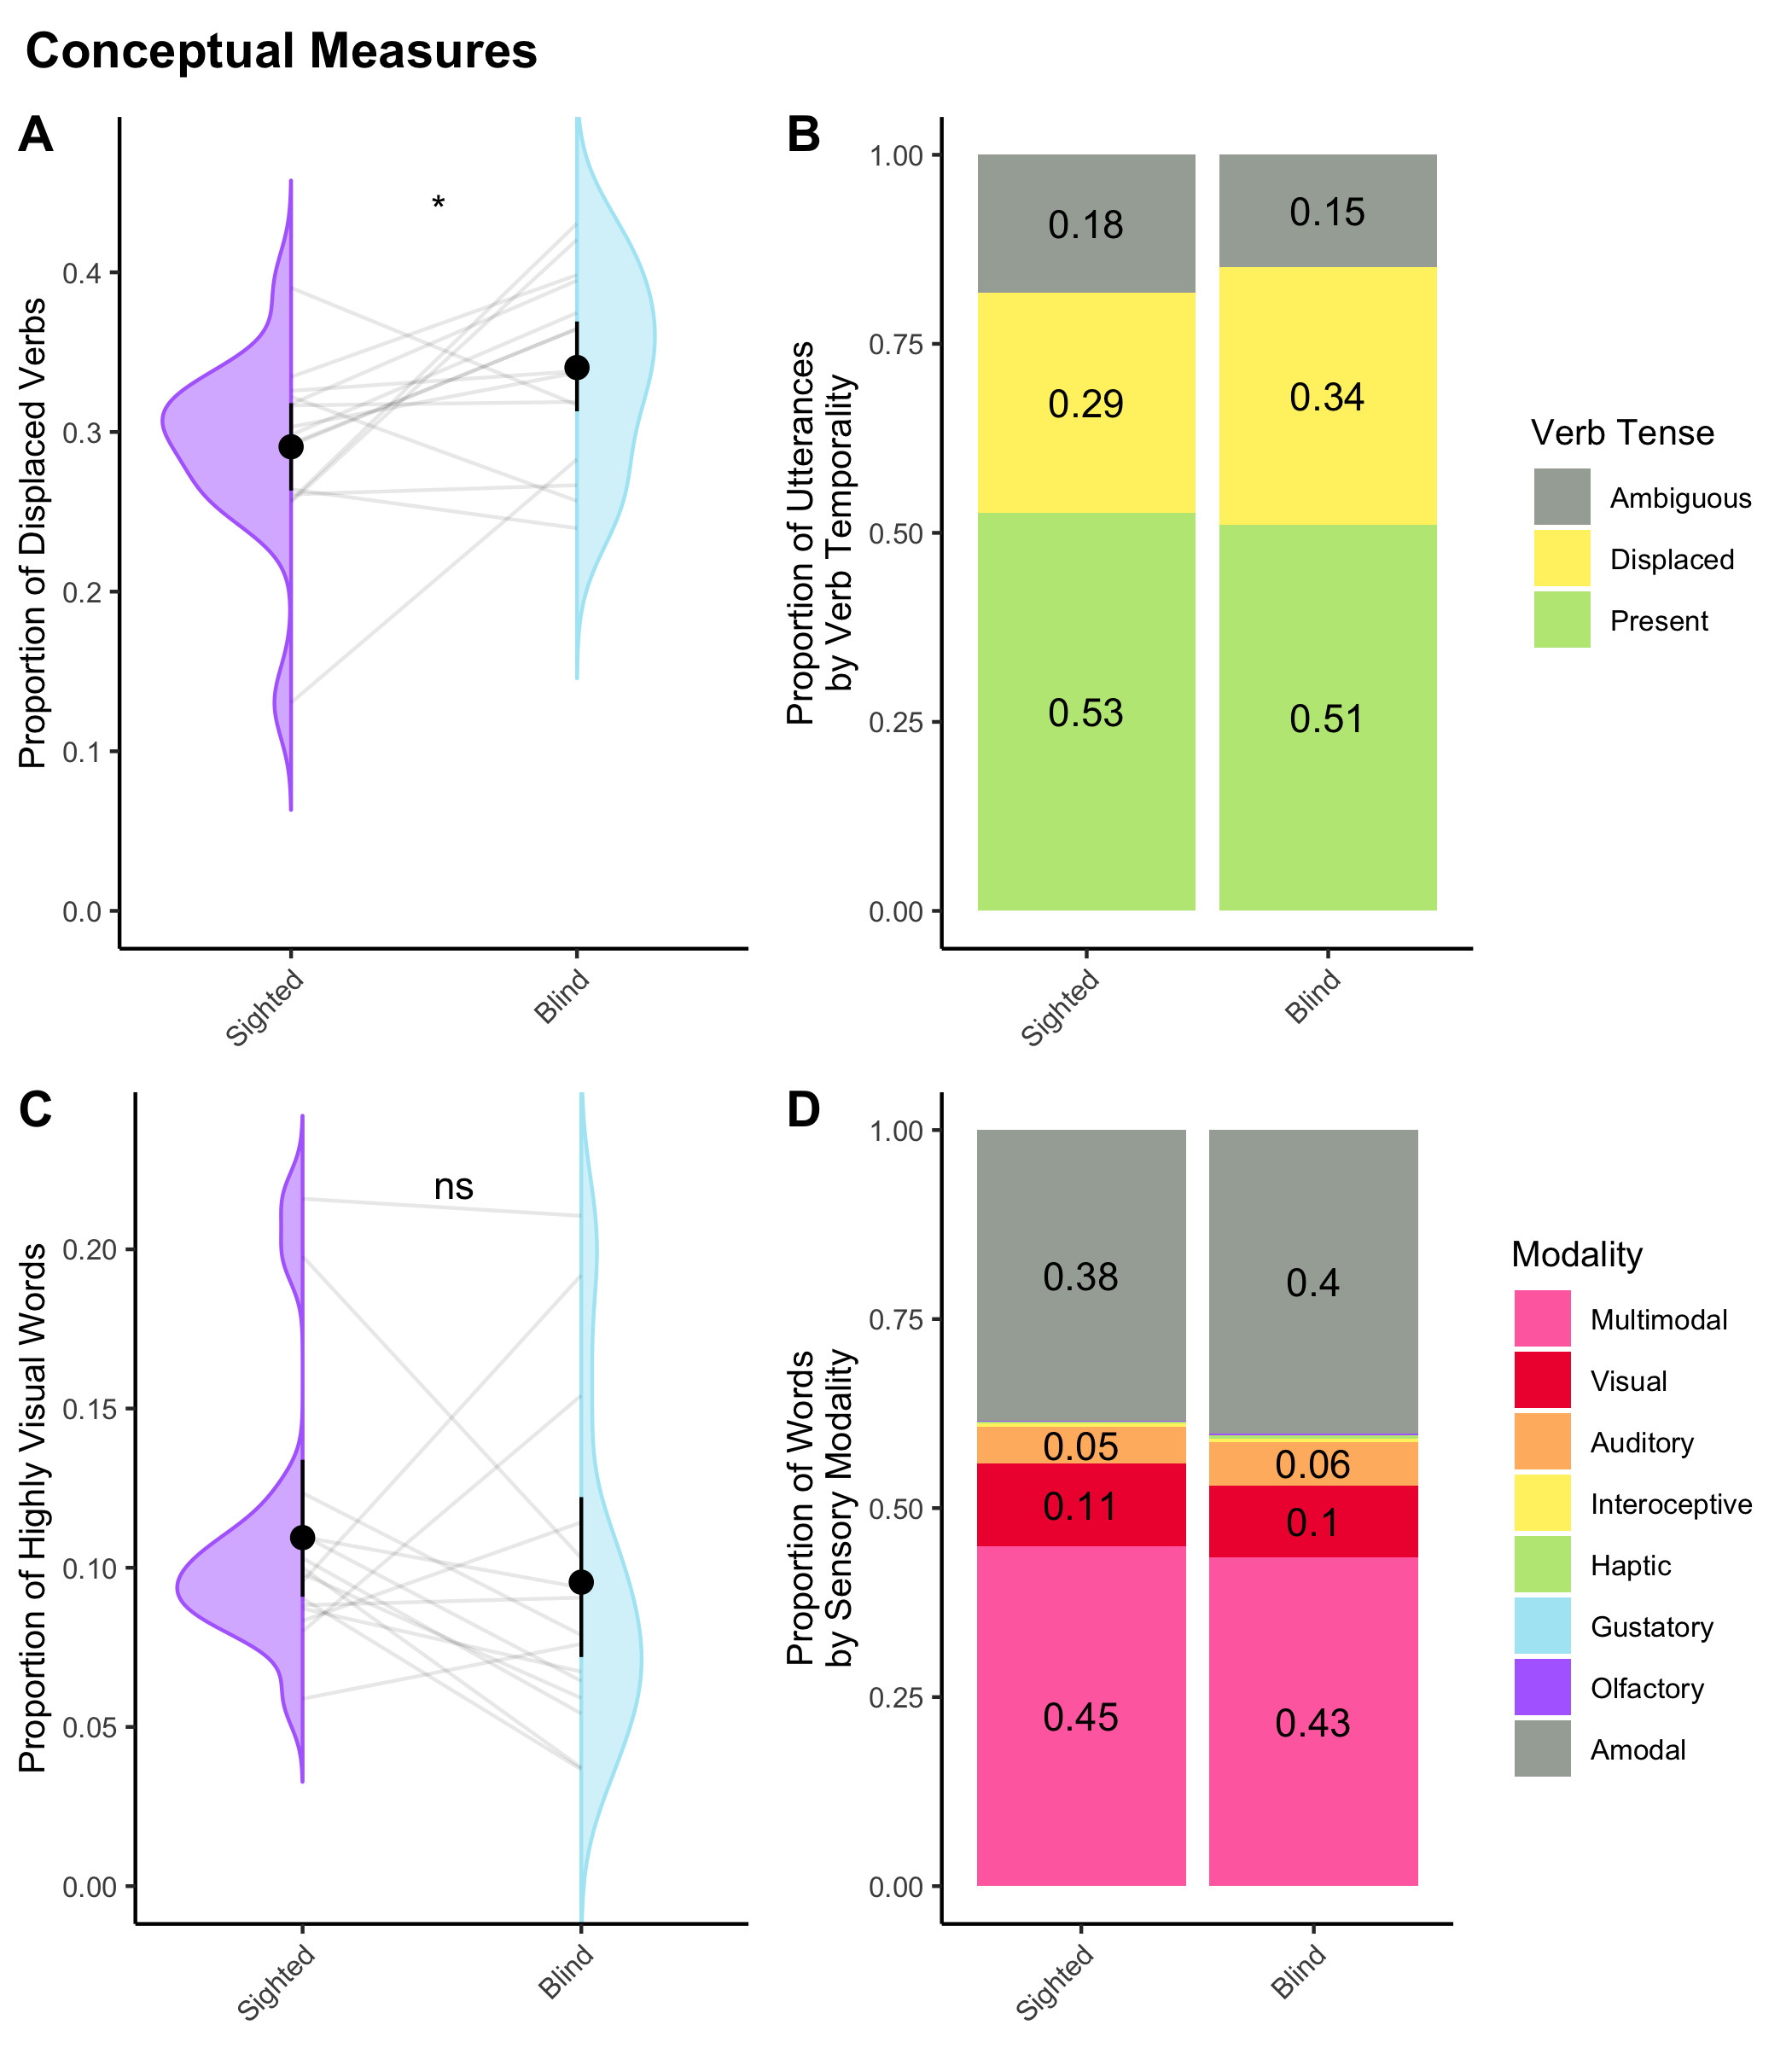 Conceptual Measures
A
Proportion of Displaced Verbs
0.4
0.3
0.2
0.1
0.0
*
Sighted
Blind
B
Proportion of Utterances
by Verb Temporality
1.00
0.75
0.50
0.25
0.00
0.18
0.29
0.53
0.15
0.34
0.51
Sighted
Blind
Verb Tense
Ambiguous
Displaced
Present
C
Proportion of Highly Visual Words
0.20
0.15
0.10
0.05
0.00
ns
Sighted
Blind
D
Proportion of Words
by Sensory Modality
1.00
0.75
0.50
0.25
0.00
0.38
0.05
0.11
0.45
0.4
0.06
0.1
0.43
Sighted
Blind
Modality
Multimodal
Visual
Auditory
Interoceptive
Haptic
Gustatory
Olfactory
Amodal